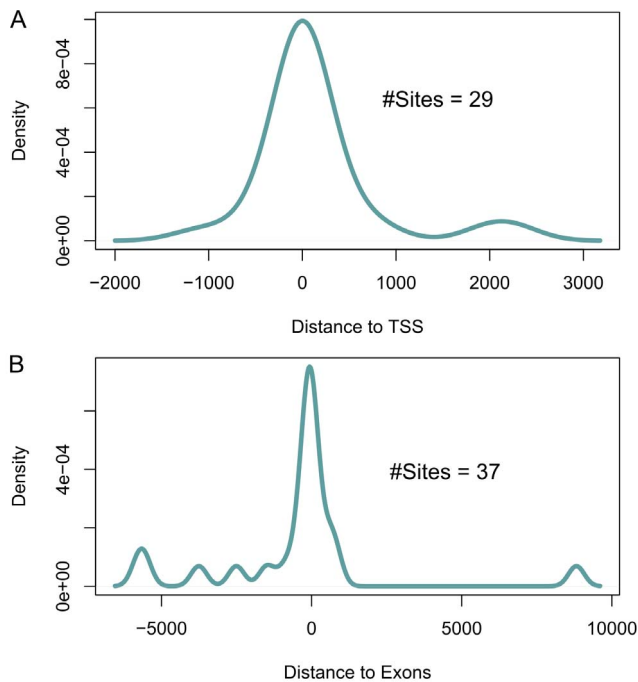 A
Density
0e+00
4e−04
8e−04
#Sites = 29
−2000
−1000
0
1000
2000
3000
Distance to TSS
B
Density
0e+00
4e−04
#Sites = 37
−5000
0
5000
10000
Distance to Exons